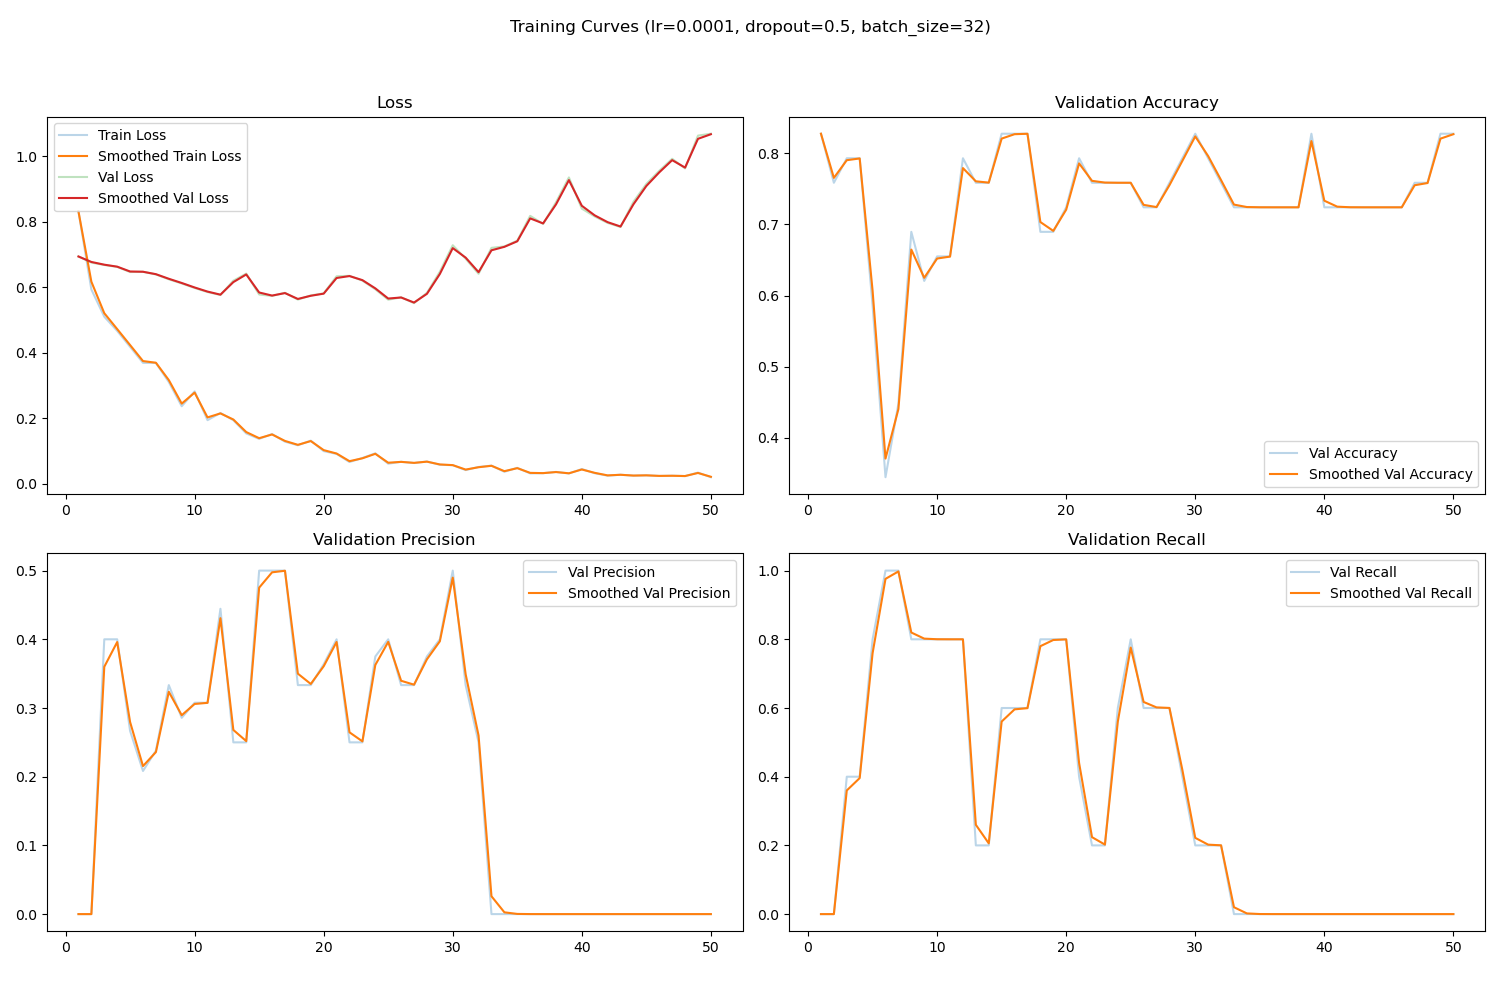 Training Curves (lr=0.0001, dropout=0.5, batch_size=32)
Loss
Train Loss
Smoothed Train Loss
Val Loss
Smoothed Val Loss
1.0
0.8
0.6
0.4
0.2
0.0
0 10 20 30 40 50
Validation Accuracy
0.8
0.7
0.6
0.5
0.4
Val Accuracy
Smoothed Val Accuracy
0 10 20 30 40 50
Validation Precision
Val Precision
Smoothed Val Precision
0.5
0.4
0.3
0.2
0.1
0.0
0 10 20 30 40 50
Validation Recall
Val Recall
Smoothed Val Recall
1.0
0.8
0.6
0.4
0.2
0.0
0 10 20 30 40 50